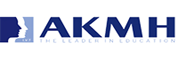 AKMH
THE LEADER IN EDUCATION